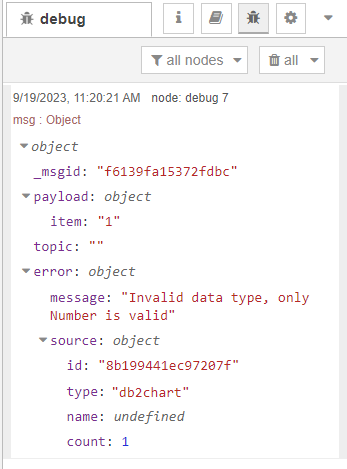 debug
all nodes
all
9/19/2023, 11:20:21 AM node: debug 7
msg : Object
object
_msgid: "f6139fa15372fdbc"
payload: object
item: "1"
topic: ""
error: object
message: "Invalid data type, only
Number is valid"
source: object
id: "8b199441ec97207f"
type: "db2chart"
name: undefined
count: 1